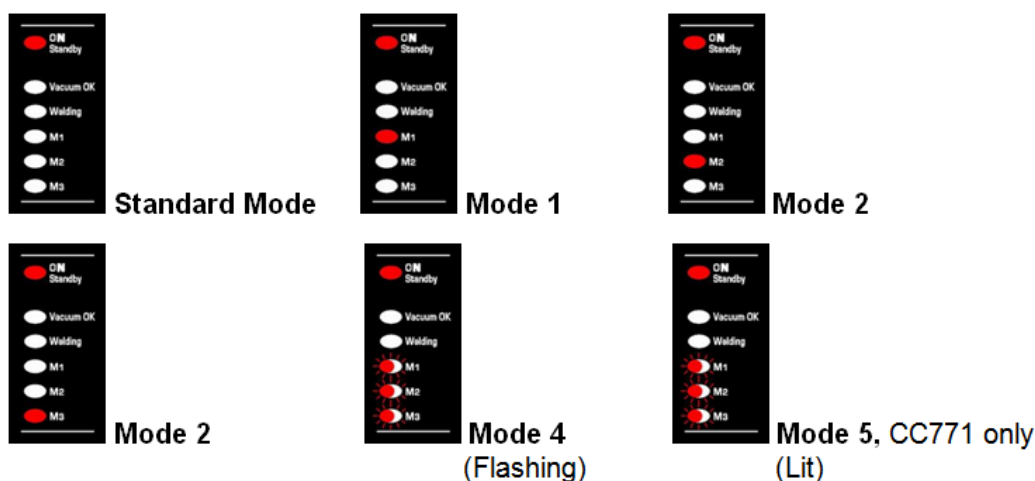 ON
Standby
Vacuum OK
Welding
M1
M2
M3
Standard Mode
ON
Standby
Vacuum OK
Welding
M1
M2
M3
Mode 1
ON
Standby
Vacuum OK
Welding
M1
M2
M3
Mode 2
ON
Standby
Vacuum OK
Welding
M1
M2
M3
Mode 2
ON
Standby
Vacuum OK
Welding
M1
M2
M3
Mode 4
(Flashing)
ON
Standby
Vacuum OK
Welding
M1
M2
M3
Mode 5, CC771 only
(Lit)